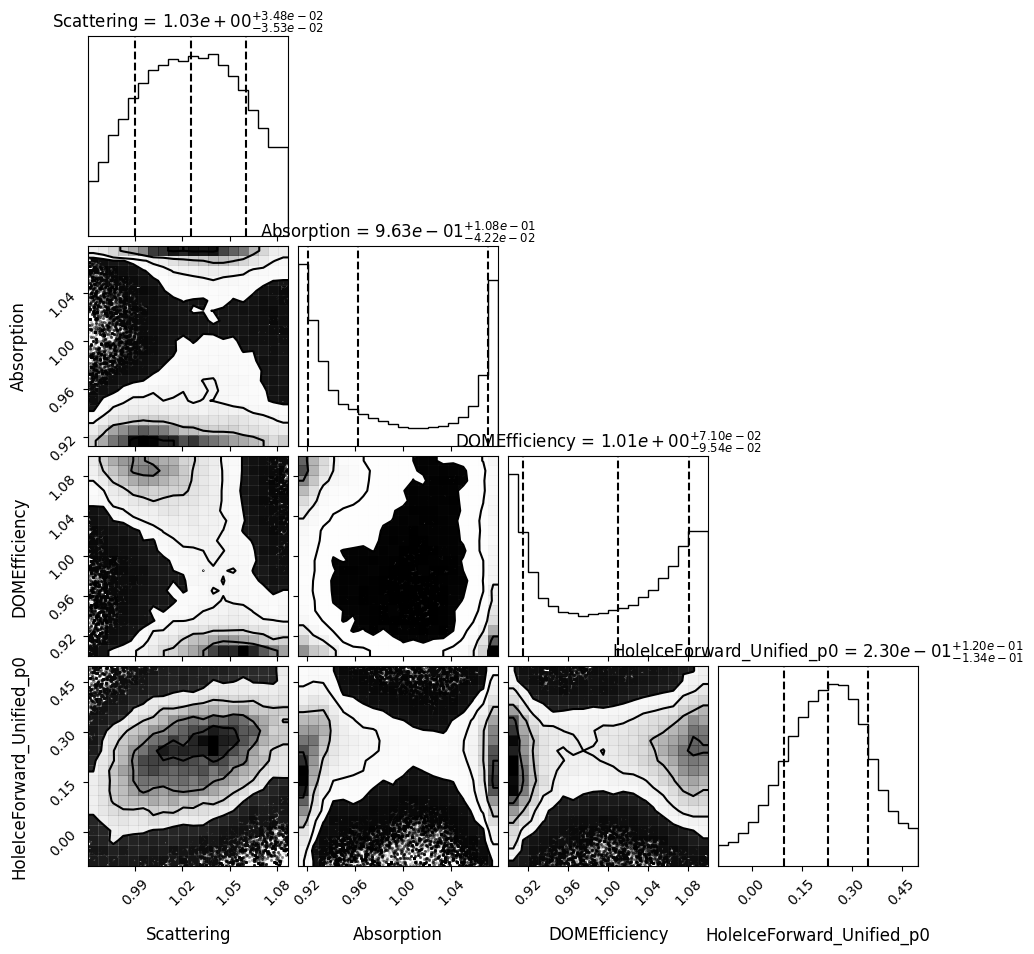 Scattering = 1.03e+00+3.48e−02−3.53e−02
Absorption = 9.63e−01+1.08e−01−4.22e−02
Absorption
1.04
1.00
0.96
0.92
DOMEfficiency = 1.01e+00+7.10e−02−9.54e−02
DOMEfficiency
1.08
1.04
1.00
0.96
0.92
HoleIceForward_Unified_p0 = 2.30e−01+1.20e−01−1.34e−01
HoleIceForward_Unified_p0
0.45
0.30
0.15
0.00
0.99 1.02 1.05 1.08
0.92 0.96 1.00 1.04
0.92 0.96 1.00 1.04 1.08
0.00 0.15 0.30 0.45
Scattering
Absorption
DOMEfficiency
HoleIceForward_Unified_p0